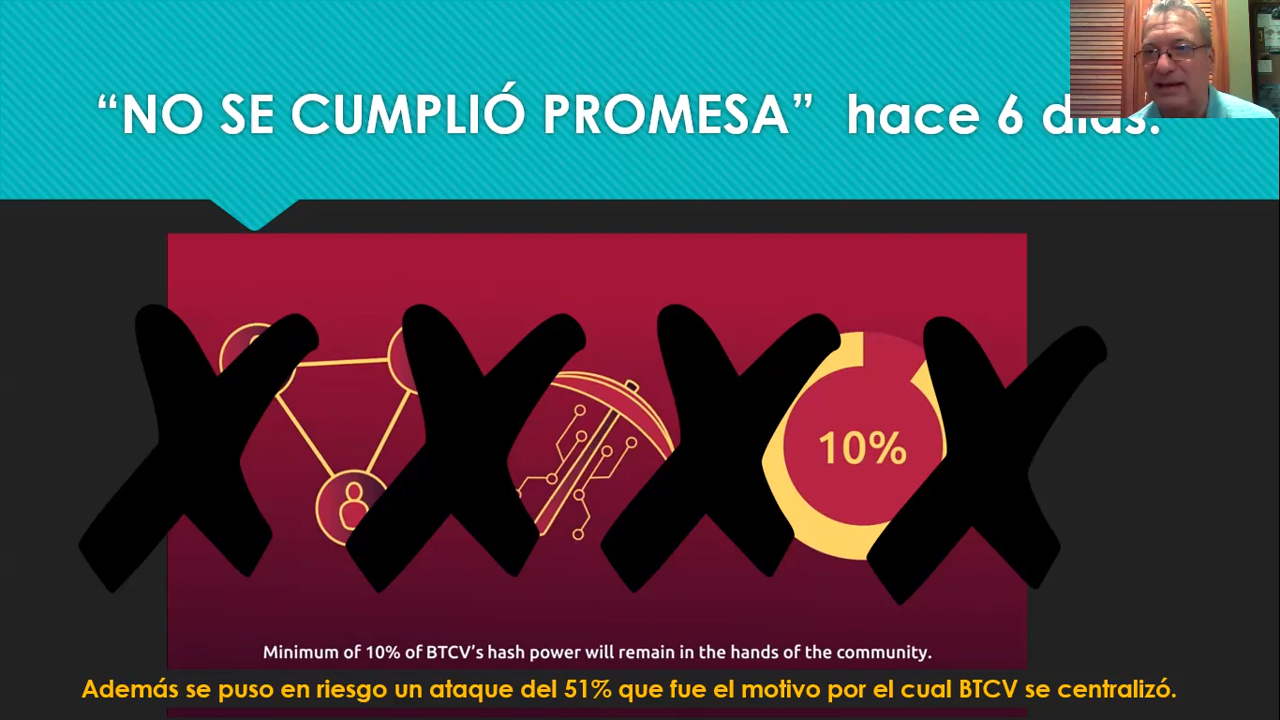 “NO SE CUMPLIÓ PROMESA” hace 6 días.
10%
Minimum of 10% of BTCV’s hash power will remain in the hands of the community.
Además se puso en riesgo un ataque del 51% que fue el motivo por el cual BTCV se centralizó.